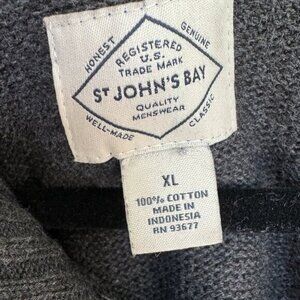 HONEST
GENUINE
REGISTERED
U.S.
TRADE MARK
ST JOHN'S BAY
QUALITY
MENSWEAR
WELL-MADE
CLASSIC
XL
100% COTTON
MADE IN
INDONESIA
RN 93677